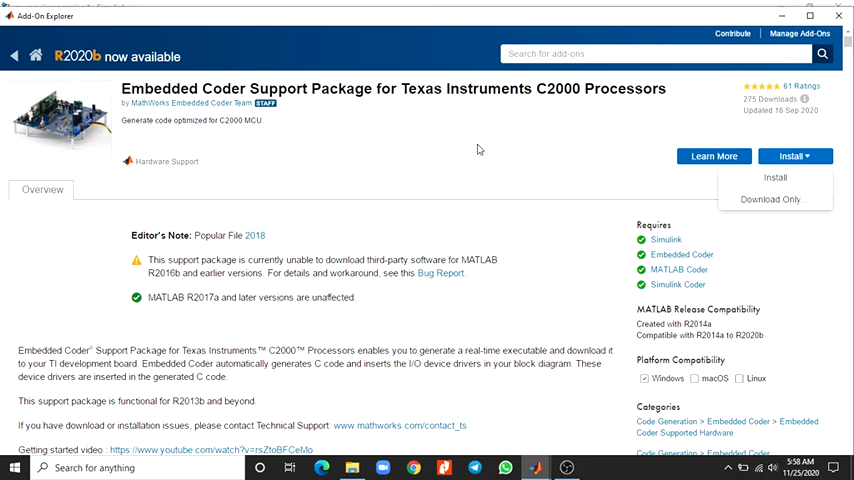 Add-On Explorer
Contribute
Manage Add-Ons
R2020b now available
Search for add-ons
Embedded Coder Support Package for Texas Instruments C2000 Processors
by MathWorks Embedded Coder Team STAFF
Generate code optimized for C2000 MCU.
61 Ratings
275 Downloads
Updated 16 Sep 2020
Hardware Support
Learn More
Install
Install
Download Only...
Overview
Editor's Note: Popular File 2018
This support package is currently unable to download third-party software for MATLAB
R2016b and earlier versions. For details and workaround, see this Bug Report.
MATLAB R2017a and later versions are unaffected.
Embedded Coder® Support Package for Texas Instruments™ C2000™ Processors enables you to generate a real-time executable and download it
to your TI development board. Embedded Coder automatically generates C code and inserts the I/O device drivers in your block diagram. These
device drivers are inserted in the generated C code.
This support package is functional for R2013b and beyond.
If you have download or installation issues, please contact Technical Support: www.mathworks.com/contact_ts
Getting started video : https://www.youtube.com/watch?v=rsZtoBFCeMo
Requires
Simulink
Embedded Coder
MATLAB Coder
Simulink Coder
MATLAB Release Compatibility
Created with R2014a
Compatible with R2014a to R2020b
Platform Compatibility
Windows
macOS
Linux
Categories
Code Generation > Embedded Coder > Embedded
Coder Supported Hardware
Code Generation > Embedded Coder > Embedded
Search for anything
5:58 AM
11/25/2020